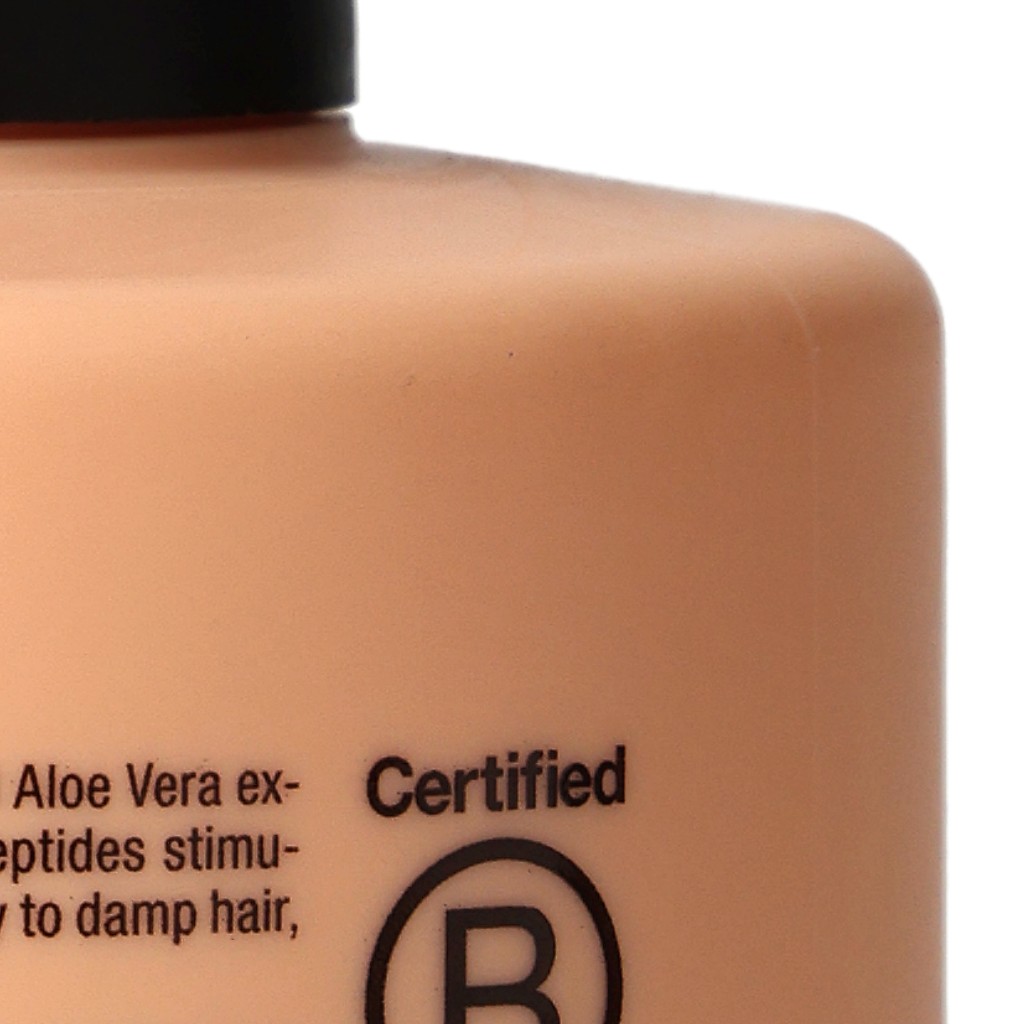 Aloe Vera ex-
eptides stimu-
to damp hair,
Certified
B